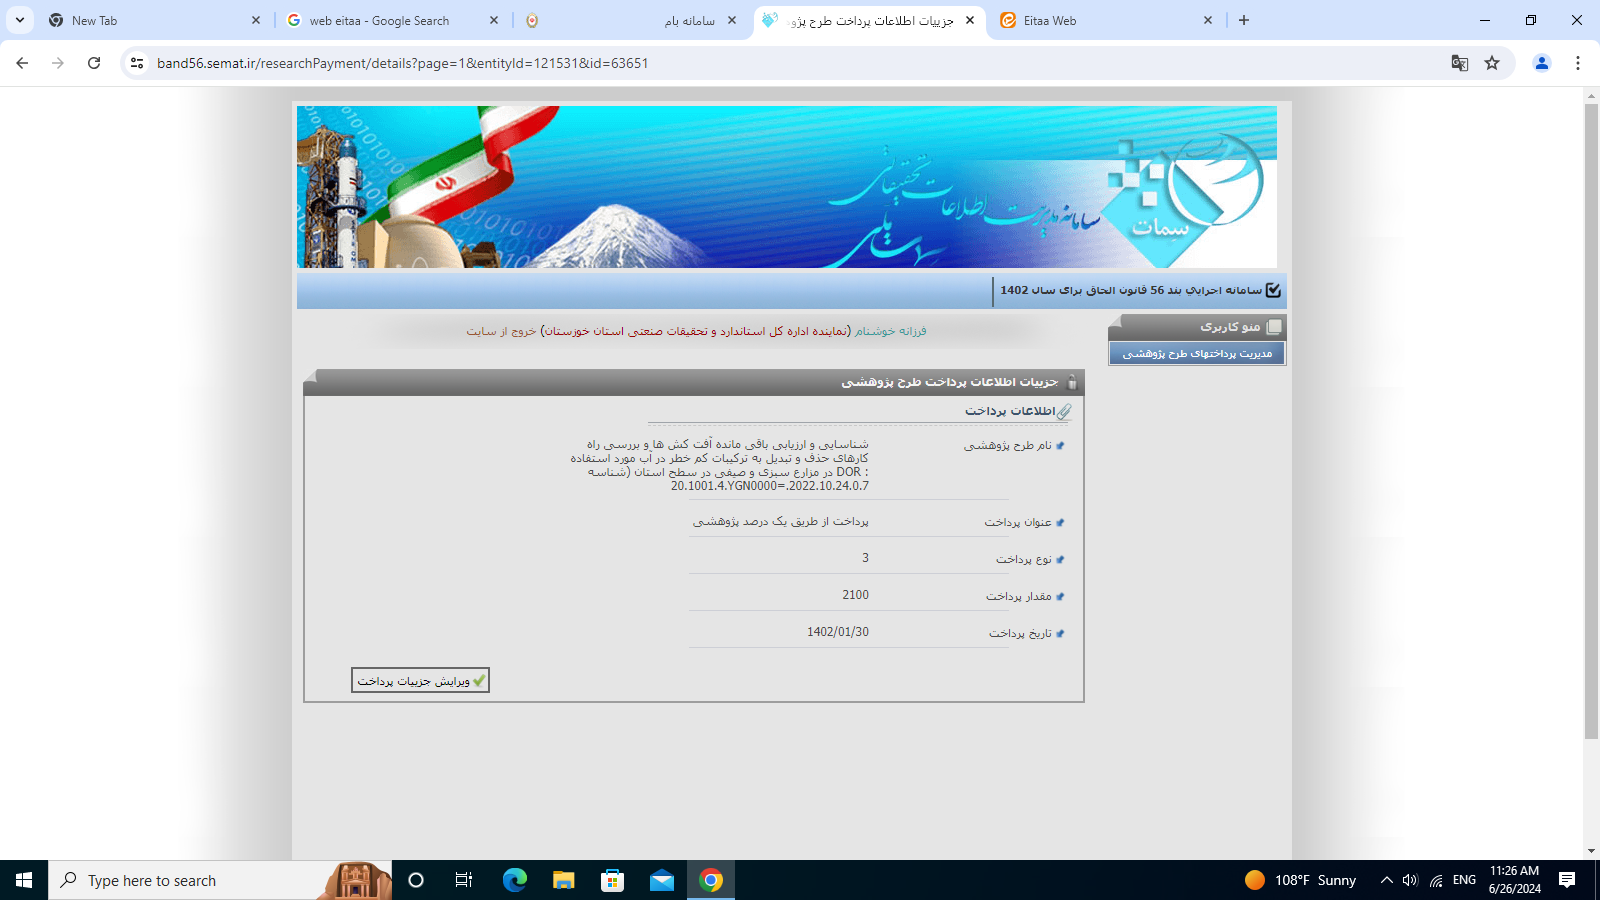 New Tab
web eitaa - Google Search
سامانه بام
جزییات اطلاعات پرداخت طرح پژو
Eitaa Web
band56.semat.ir/researchPayment/details?page=1&entityId=121531&id=63651
سامانه مدیریت اطلاعات تحقیقاتی
سمات
سامانه اجرایي بند 56 قانون الحاق برای سال 1402
منو کاربری
مدیریت پرداختهای طرح پژوهشی
فرزانه خوشنام (نماینده اداره کل استاندارد و تحقیقات صنعتی استان خوزستان) خروج از سایت
جزییات اطلاعات پرداخت طرح پژوهشی
اطلاعات پرداخت
نام طرح پژوهشی
شناسایی و ارزیابی باقی مانده آفت کش ها و بررسی راه
کارهای حذف و تبدیل به ترکیبات کم خطر در آب مورد استفاده
در مزارع سبزی و صیفی در سطح استان (شناسه DOR :
20.1001.4.YGN0000=.2022.10.24.0.7
عنوان پرداخت
پرداخت از طریق یک درصد پژوهشی
نوع پرداخت
3
مقدار پرداخت
2100
تاریخ پرداخت
1402/01/30
ویرایش جزییات پرداخت
Type here to search
108°F Sunny
ENG
11:26 AM
6/26/2024